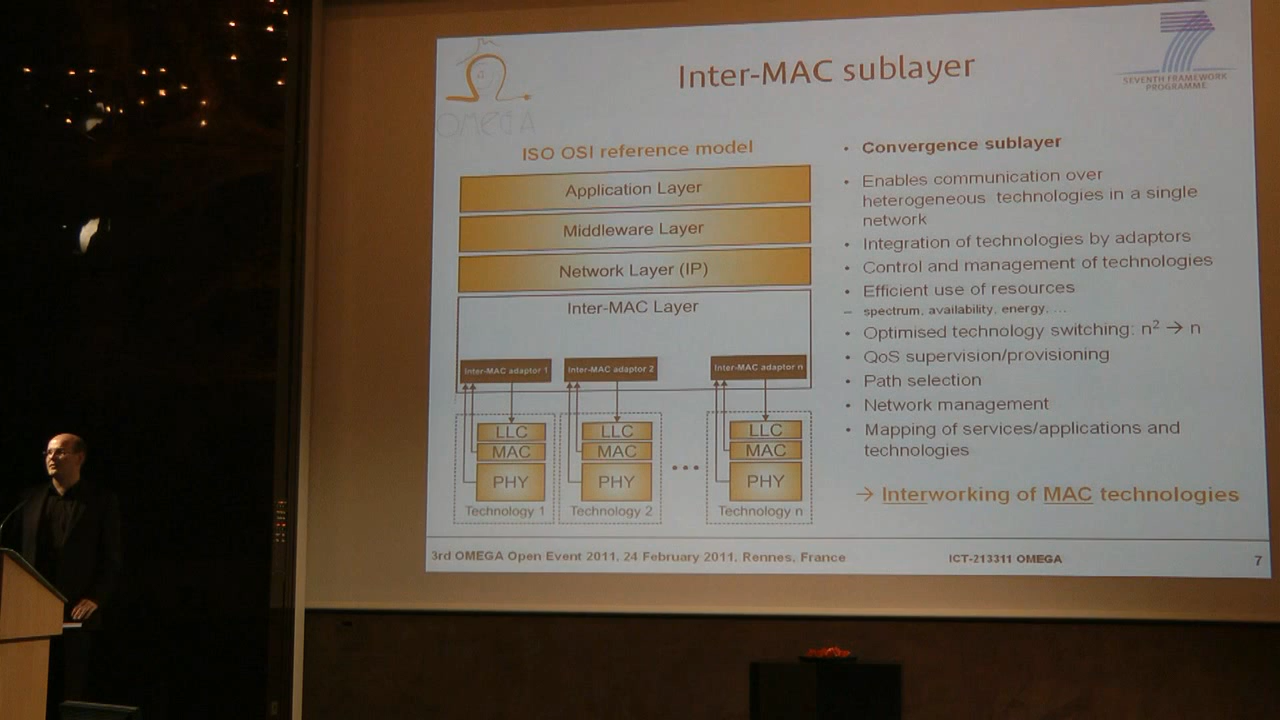 OMEGA
Inter-MAC sublayer
SEVENTH FRAMEWORK
PROGRAMME
ISO OSI reference model
Application Layer
Middleware Layer
Network Layer (IP)
Inter-MAC Layer
Inter-MAC adaptor 1
Inter-MAC adaptor 2
Inter-MAC adaptor n
LLC
MAC
PHY
Technology 1
LLC
MAC
PHY
Technology 2
...
LLC
MAC
PHY
Technology n
• Convergence sublayer
• Enables communication over
heterogeneous technologies in a single
network
• Integration of technologies by adaptors
• Control and management of technologies
• Efficient use of resources
– spectrum, availability, energy, ...
• Optimised technology switching: n² → n
• QoS supervision/provisioning
• Path selection
• Network management
• Mapping of services/applications and
technologies
→ Interworking of MAC technologies
3rd OMEGA Open Event 2011, 24 February 2011, Rennes, France
ICT-213311 OMEGA
7